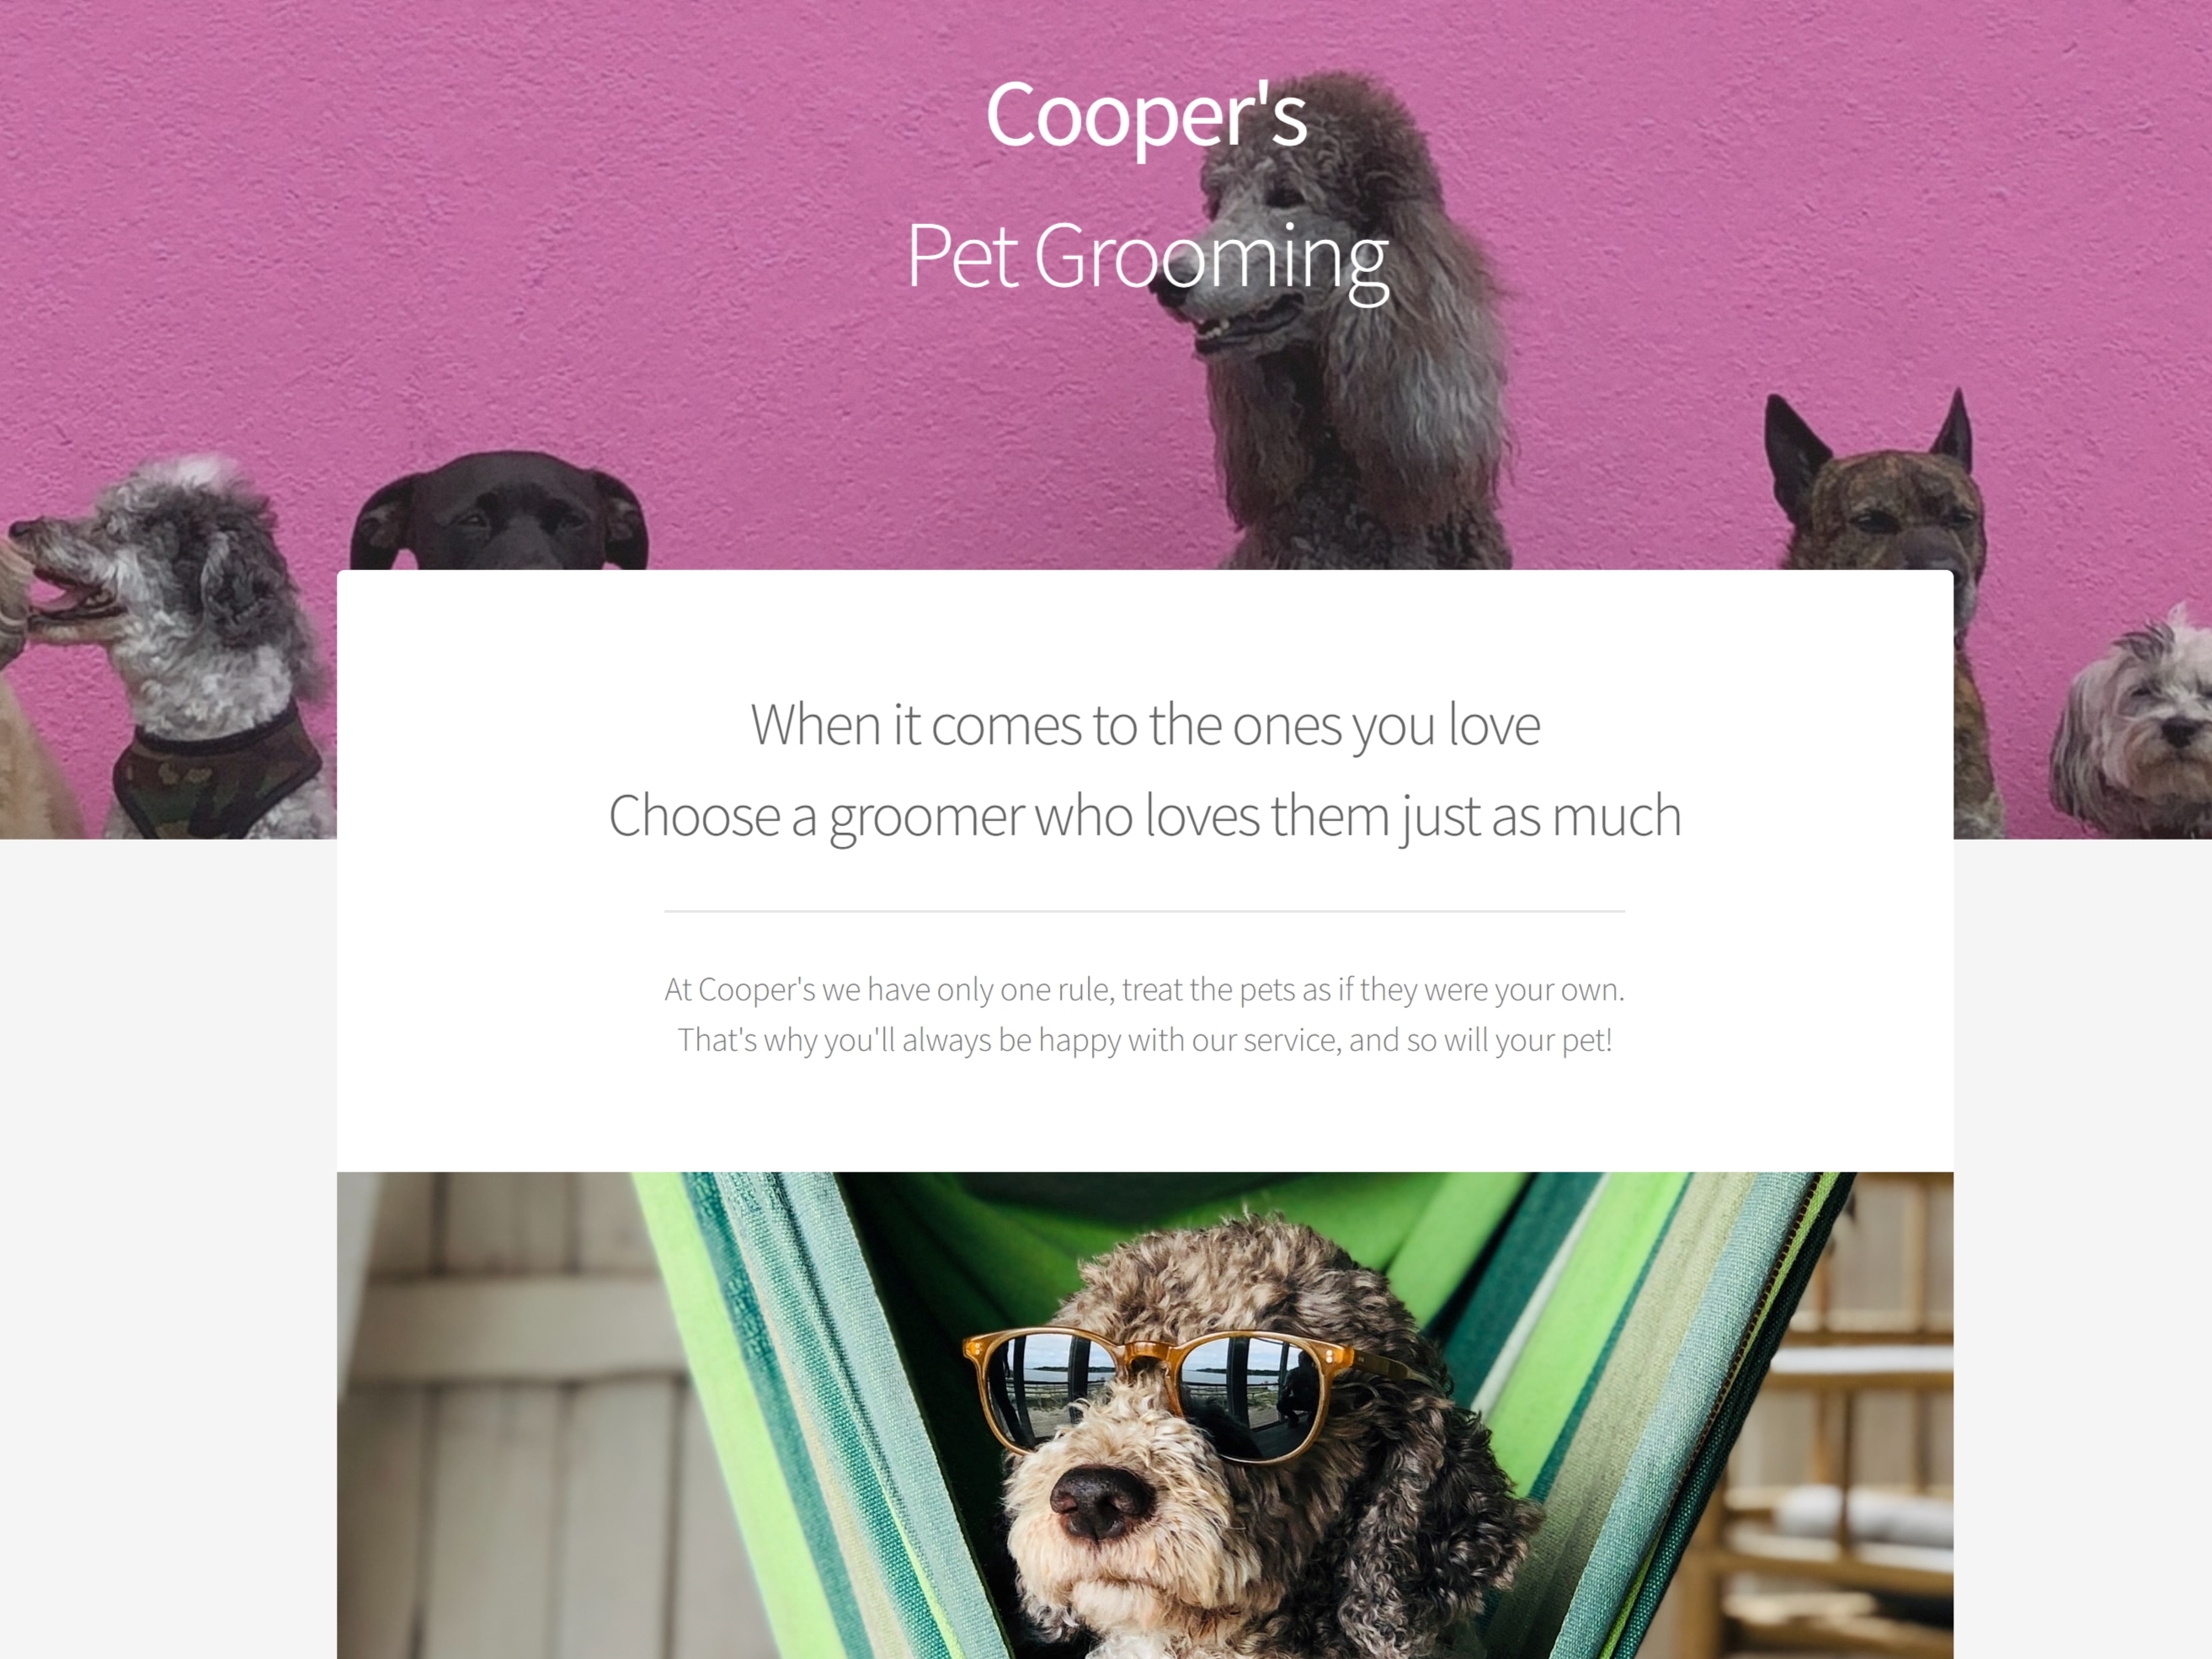 Cooper's
Pet Grooming
When it comes to the ones you love
Choose a groomer who loves them just as much
At Cooper's we have only one rule, treat the pets as if they were your own.
That's why you'll always be happy with our service, and so will your pet!